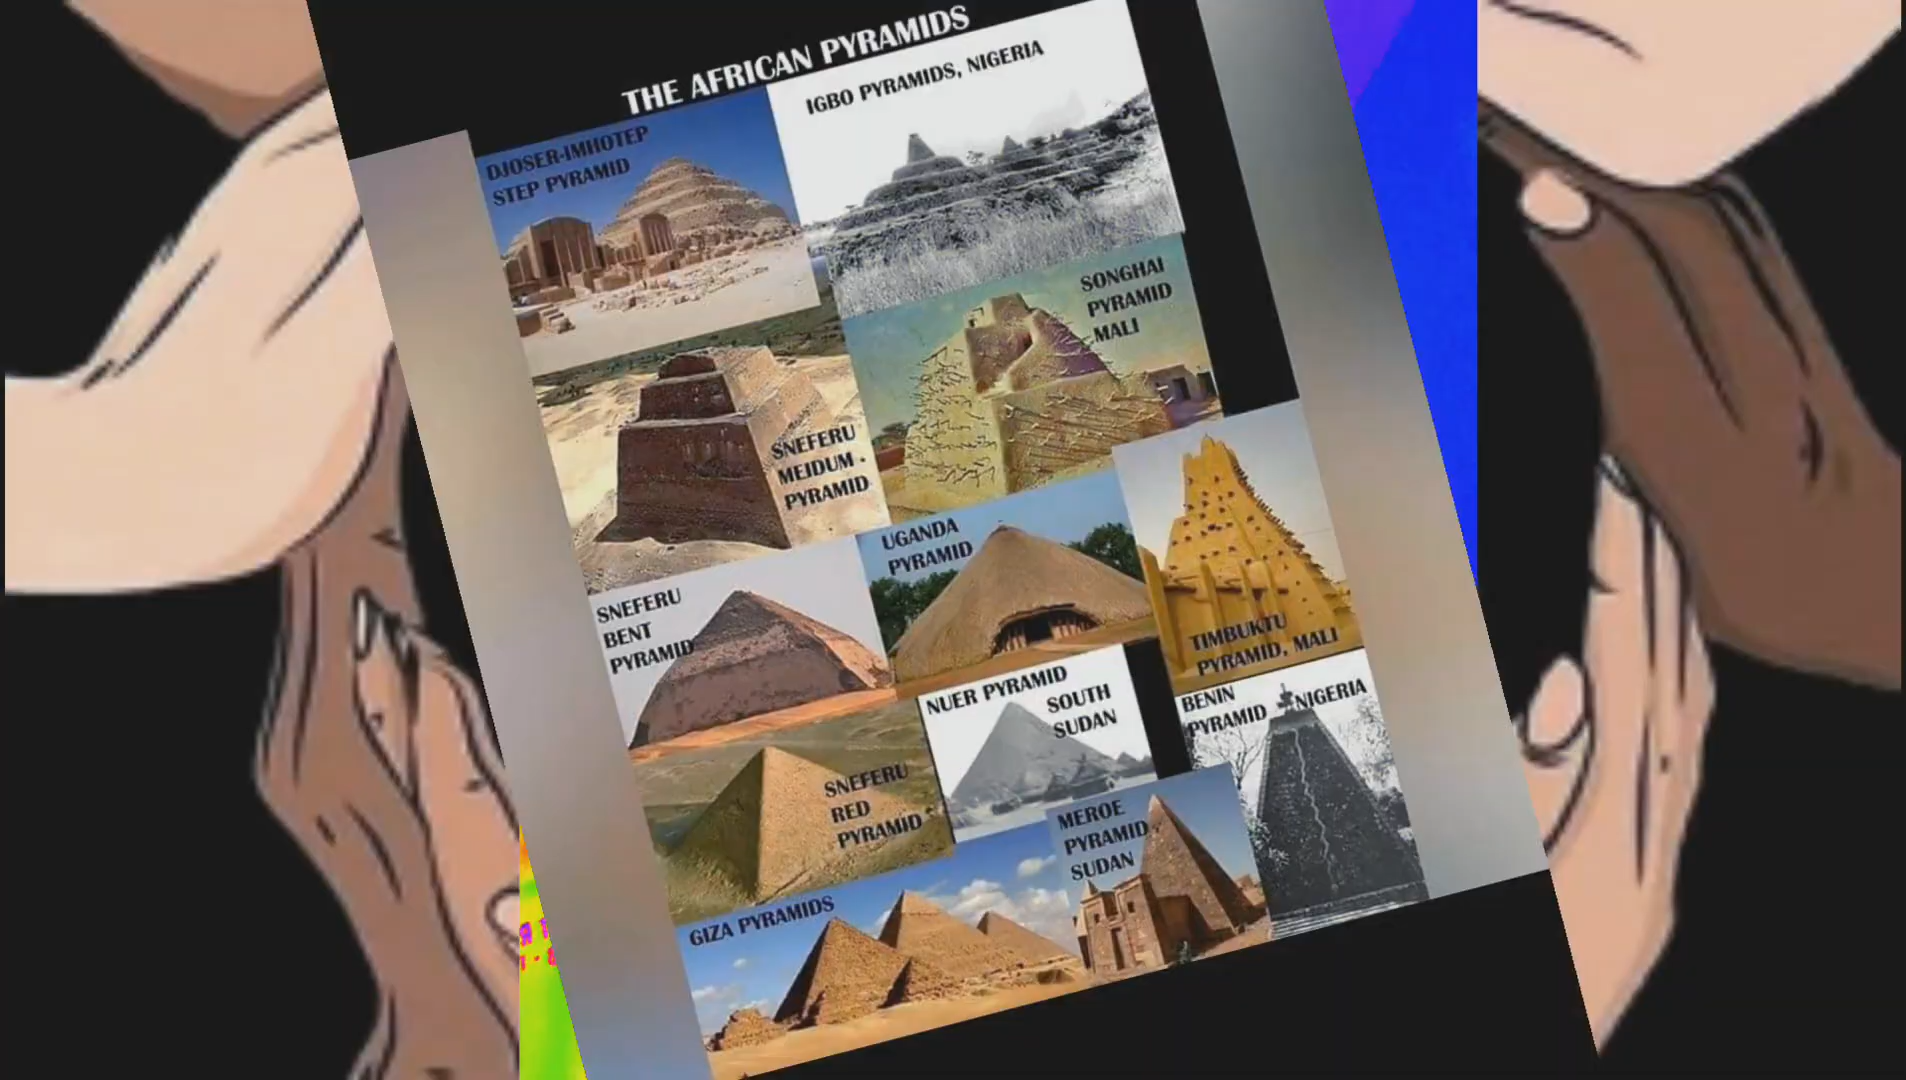 THE AFRICAN PYRAMIDS
IGBO PYRAMIDS, NIGERIA
DJOSER-IMHOTEP
STEP PYRAMID
SONGHAI
PYRAMID
MALI
SNEFERU
MEIDUM
PYRAMID
UGANDA
PYRAMID
TIMBUKTU
PYRAMID, MALI
SNEFERU
BENT
PYRAMID
NUER PYRAMID
SOUTH
SUDAN
BENIN NIGERIA
PYRAMID
SNEFERU
RED
PYRAMID
MEROE
PYRAMID
SUDAN
GIZA PYRAMIDS